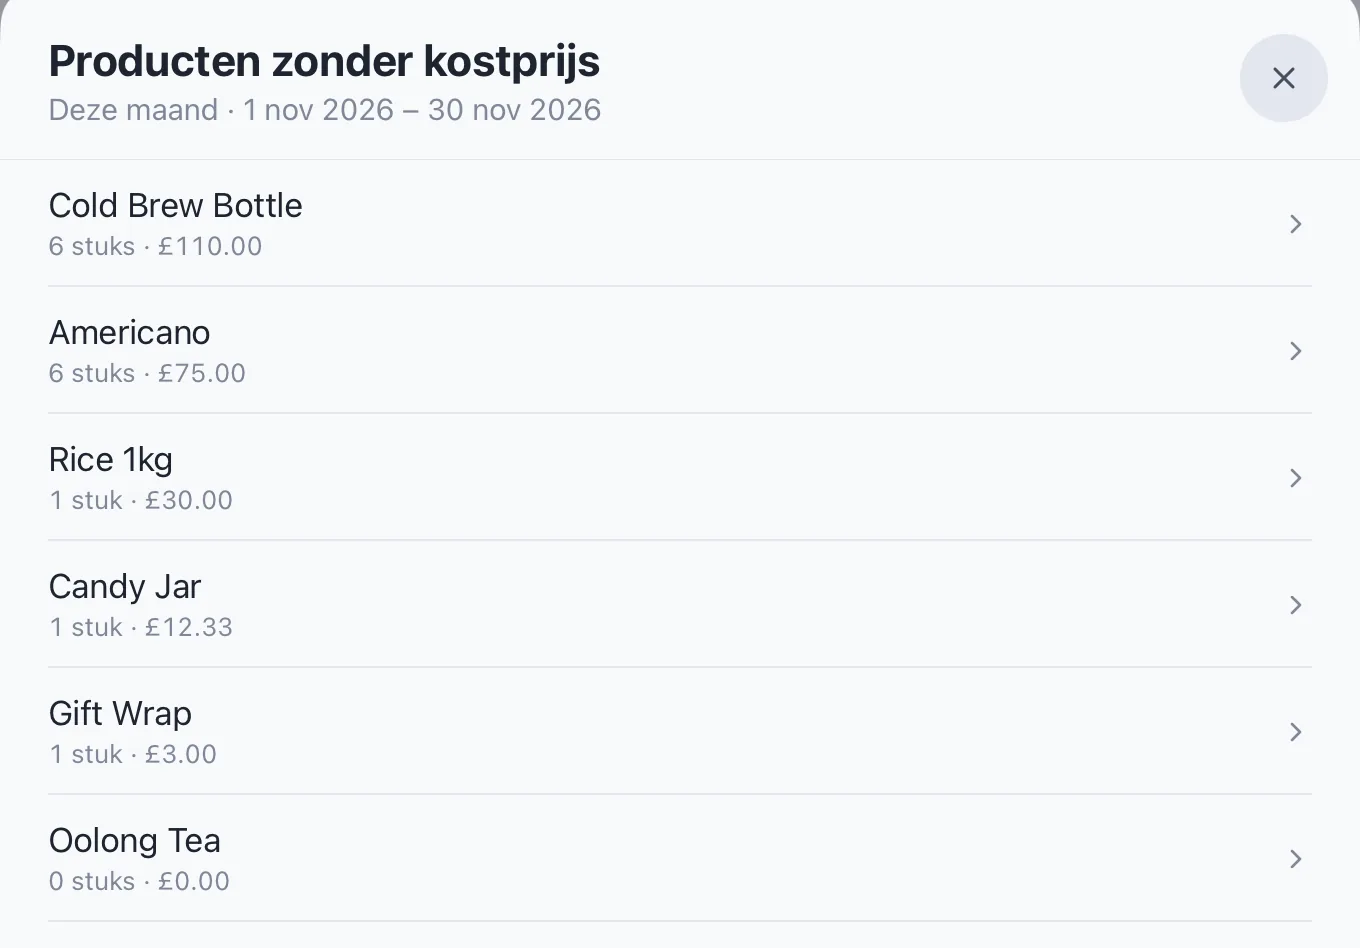 Producten zonder kostprijs
Deze maand · 1 nov 2026 – 30 nov 2026
Cold Brew Bottle
6 stuks · £110.00
Americano
6 stuks · £75.00
Rice 1kg
1 stuk · £30.00
Candy Jar
1 stuk · £12.33
Gift Wrap
1 stuk · £3.00
Oolong Tea
0 stuks · £0.00